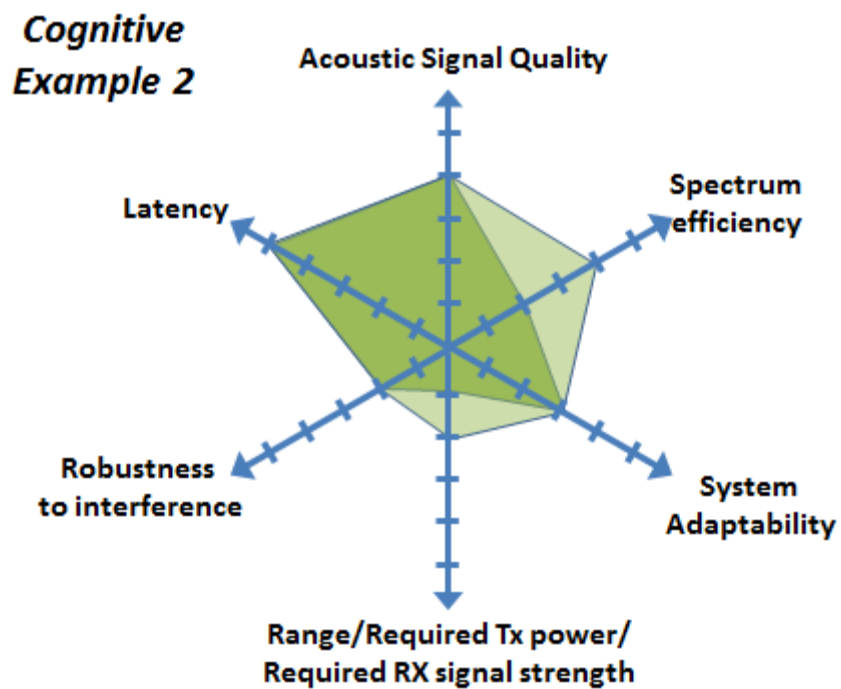 Cognitive
Example 2
Acoustic Signal Quality
Spectrum
efficiency
Latency
Robustness
to interference
System
Adaptability
Range/Required Tx power/
Required RX signal strength